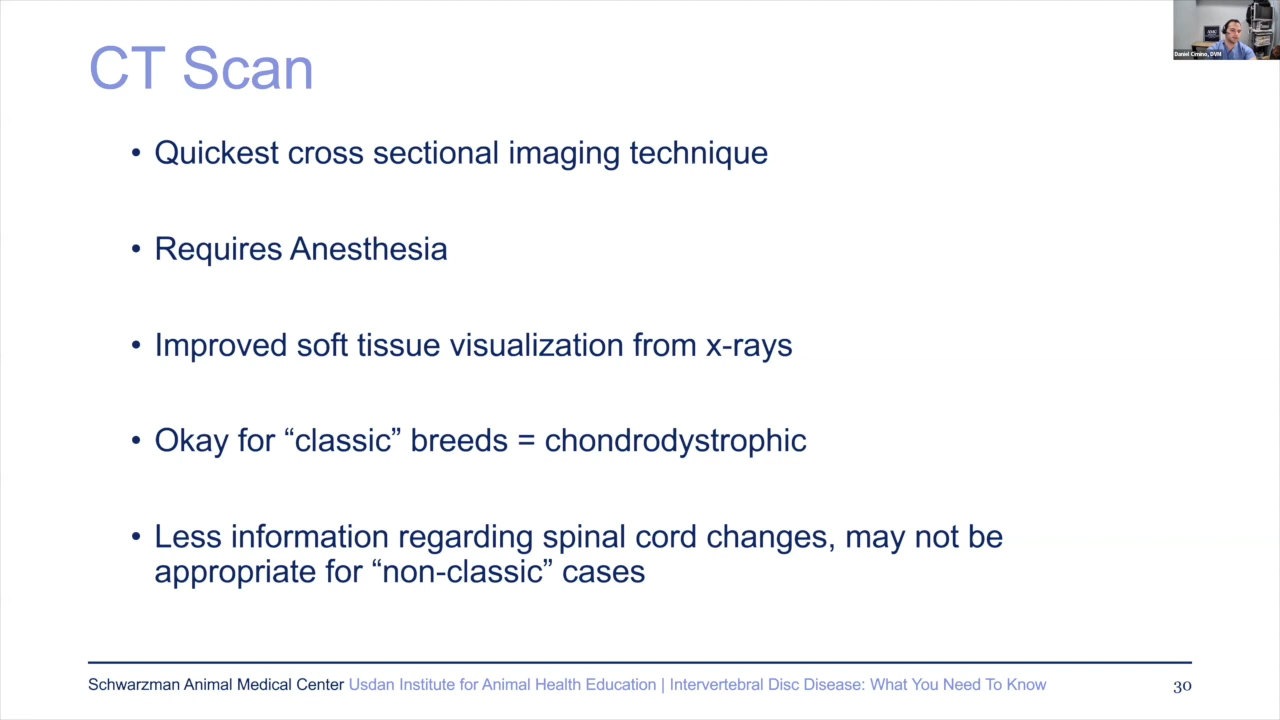 Daniel Cimino, DVM
CT Scan
• Quickest cross sectional imaging technique
• Requires Anesthesia
• Improved soft tissue visualization from x-rays
• Okay for “classic” breeds = chondrodystrophic
• Less information regarding spinal cord changes, may not be
appropriate for “non-classic” cases
Schwarzman Animal Medical Center Usdan Institute for Animal Health Education | Intervertebral Disc Disease: What You Need To Know 30